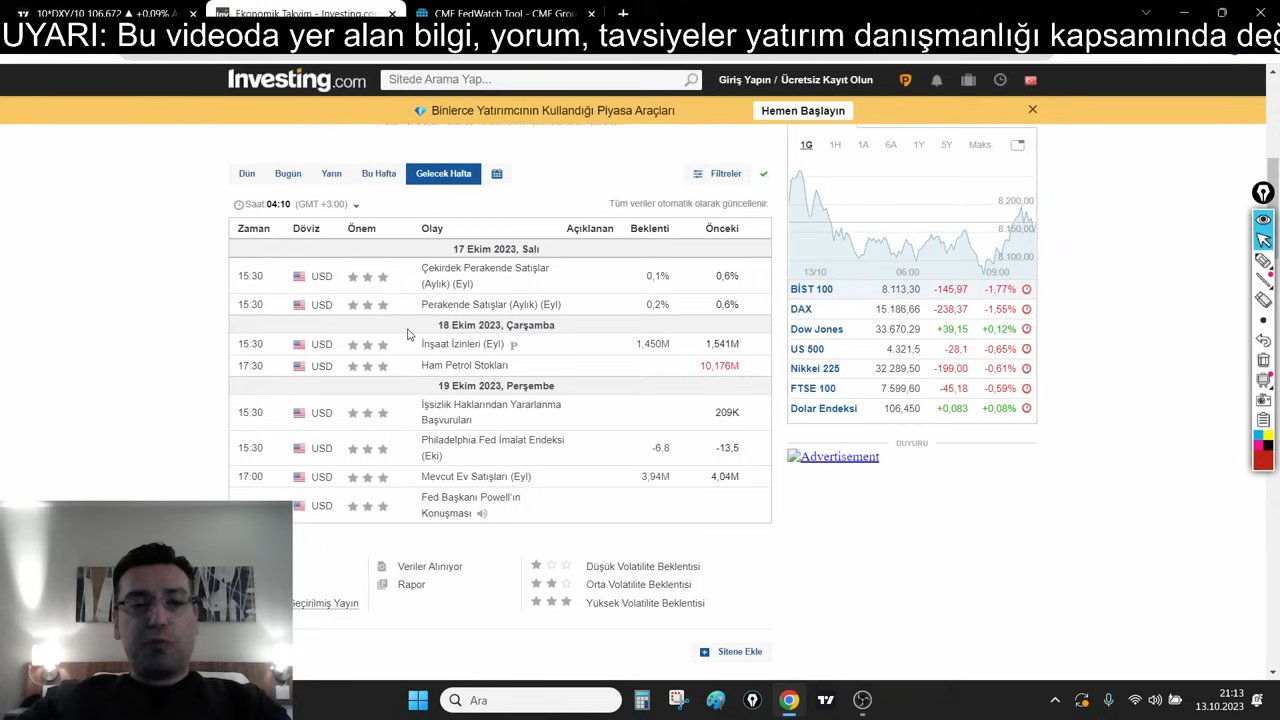 10*DXY/10 106.672 ▲ +0.09% A
Ekonomik Takvim - Investing.com
CME FedWatch Tool - CME Group
UYARI: Bu videoda yer alan bilgi, yorum, tavsiyeler yatırım danışmanlığı kapsamında değ
Investing.com
Sitede Arama Yap...
Giriş Yapın / Ücretsiz Kayıt Olun
Binlerce Yatırımcının Kullandığı Piyasa Araçları
Hemen Başlayın
Dün Bugün Yarın Bu Hafta Gelecek Hafta
Filtreler
Saat:04:10 (GMT +3:00)
Tüm veriler otomatik olarak güncellenir.
Zaman Döviz Önem Olay Açıklanan Beklenti Önceki
17 Ekim 2023, Salı
15:30 USD Çekirdek Perakende Satışlar 0,1% 0,6%
(Aylık) (Eyl)
15:30 USD Perakende Satışlar (Aylık) (Eyl) 0,2% 0,6%
18 Ekim 2023, Çarşamba
15:30 USD İnşaat İzinleri (Eyl) P 1,450M 1,541M
17:30 USD Ham Petrol Stokları 10,176M
19 Ekim 2023, Perşembe
15:30 USD İşsizlik Haklarından Yararlanma 209K
Başvuruları
15:30 USD Philadelphia Fed İmalat Endeksi -6,8 -13,5
(Eki)
17:00 USD Mevcut Ev Satışları (Eyl) 3,94M 4,04M
USD Fed Başkanı Powell'ın
Konuşması
Veriler Alınıyor
Rapor
Geçirilmiş Yayın
Düşük Volatilite Beklentisi
Orta Volatilite Beklentisi
Yüksek Volatilite Beklentisi
Sitene Ekle
1G 1H 1A 6A 1Y 5Y Maks.
8.200,00
8.150,00
8.100,00
13/10 06:00 09:00
BİST 100 8.113,30 -145,97 -1,77%
DAX 15.186,66 -238,37 -1,55%
Dow Jones 33.670,29 +39,15 +0,12%
US 500 4.321,5 -28,1 -0,65%
Nikkei 225 32.289,50 -199,00 -0,61%
FTSE 100 7.599,60 -45,18 -0,59%
Dolar Endeksi 106,450 +0,083 +0,08%
DUYURU
Advertisement
Ara
21:13
13.10.2023